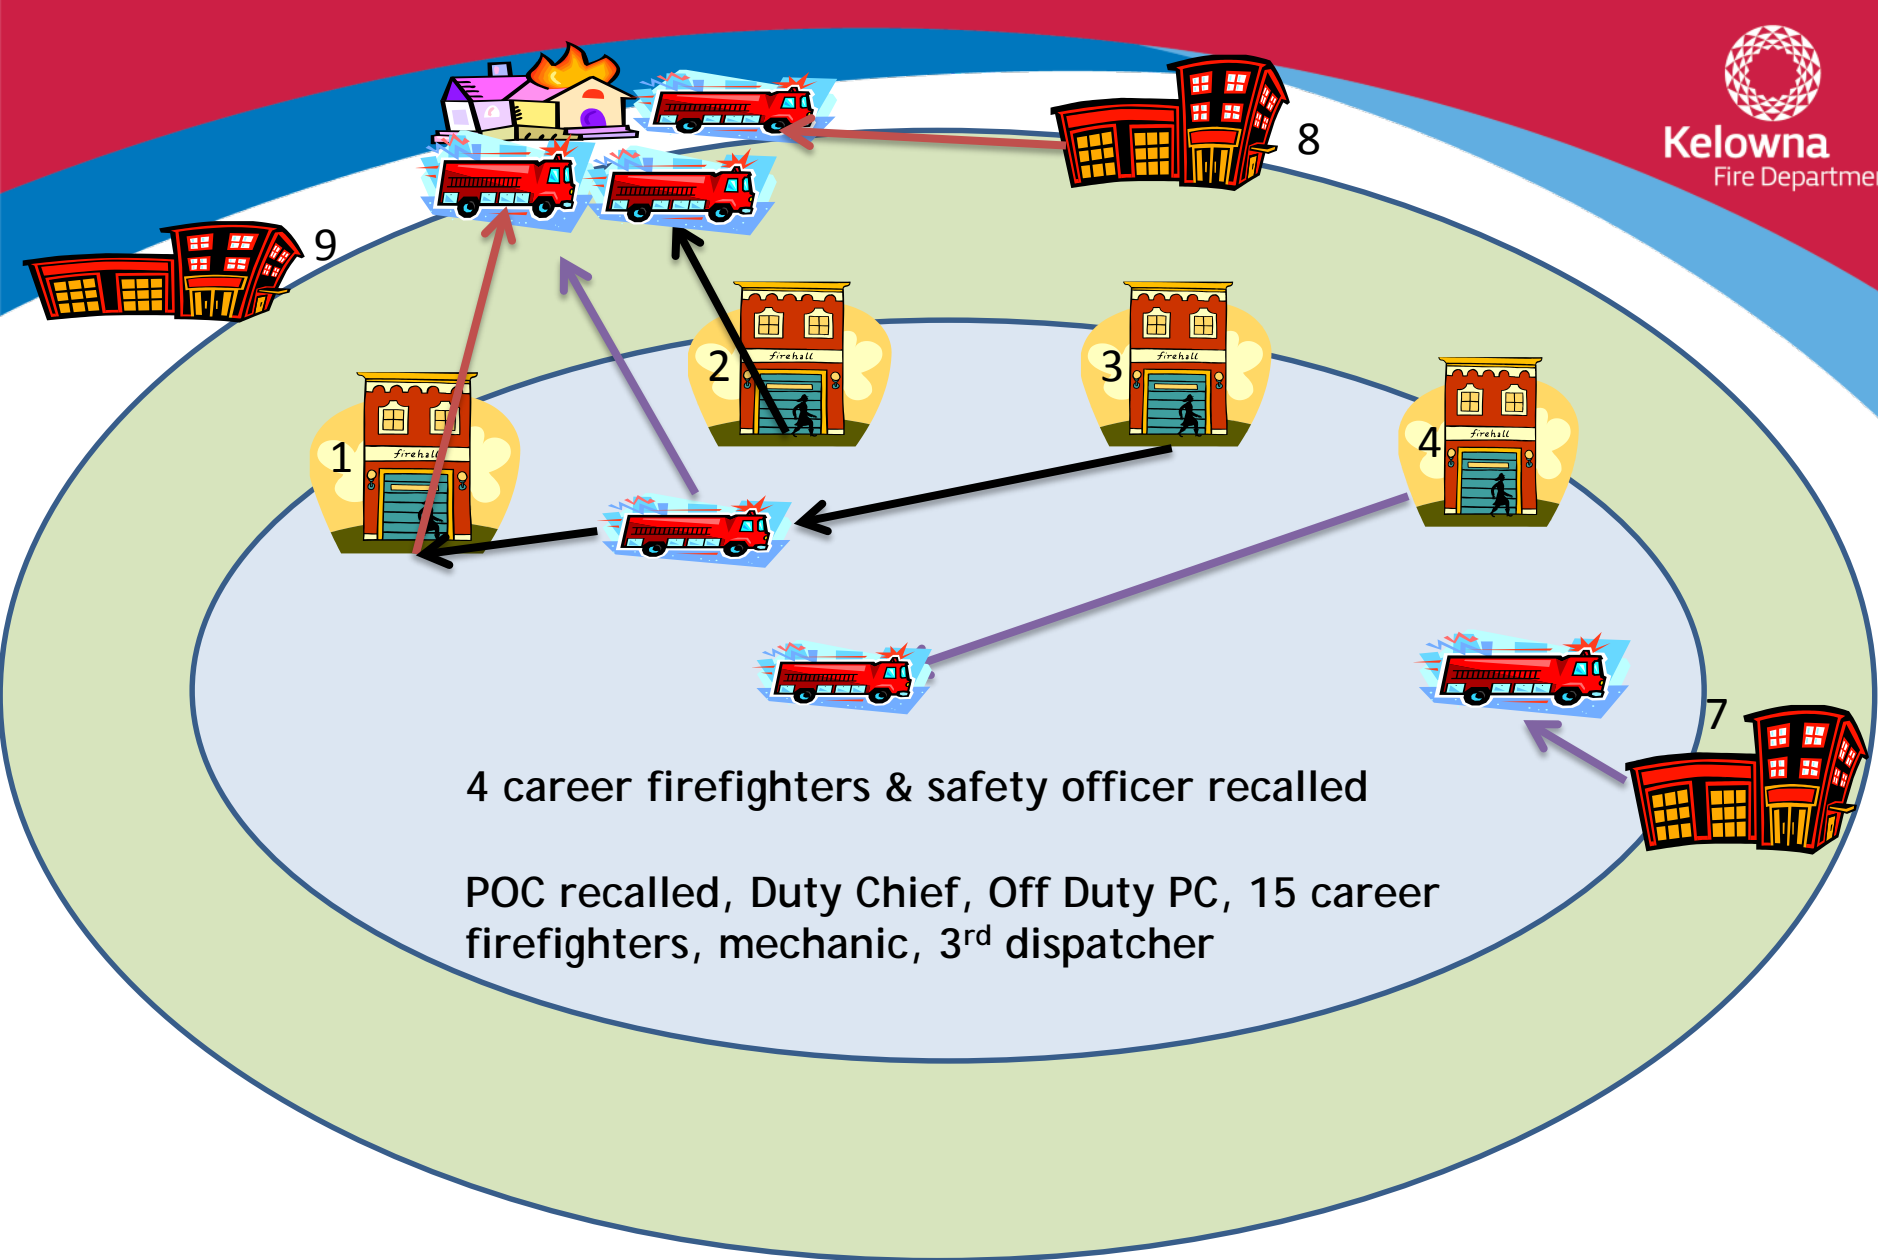 Kelowna
Fire Departmen
8
9
2
3
firehall
firehall
4
firehall
1
firehall
7
4 career firefighters & safety officer recalled
POC recalled, Duty Chief, Off Duty PC, 15 career
firefighters, mechanic, 3rd dispatcher